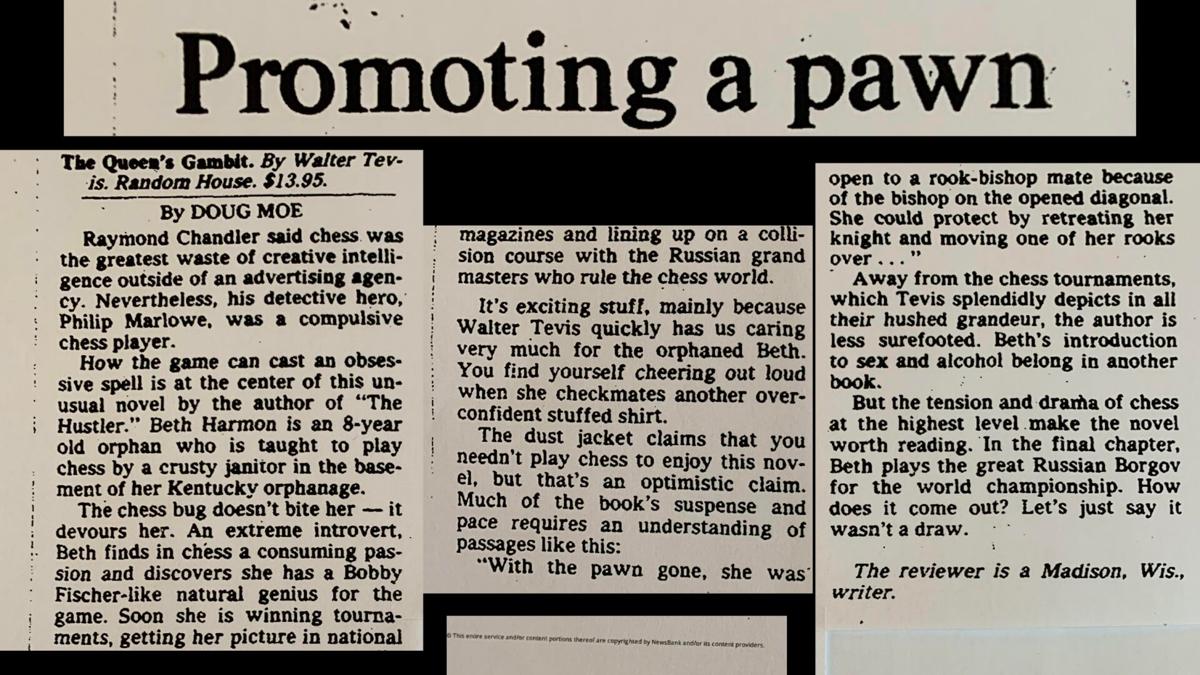 Promoting a pawn
The Queen's Gambit. By Walter Tev-
is. Random House. $13.95.
By DOUG MOE
Raymond Chandler said chess was
the greatest waste of creative intelli-
gence outside of an advertising agen-
cy. Nevertheless, his detective hero,
Philip Marlowe, was a compulsive
chess player.
How the game can cast an obses-
sive spell is at the center of this un-
usual novel by the author of "The
Hustler." Beth Harmon is an 8-year
old orphan who is taught to play
chess by a crusty janitor in the base-
ment of her Kentucky orphanage.
The chess bug doesn't bite her — it
devours her. An extreme introvert,
Beth finds in chess a consuming pas-
sion and discovers she has a Bobby
Fischer-like natural genius for the
game. Soon she is winning tourna-
ments, getting her picture in national
magazines and lining up on a colli-
sion course with the Russian grand
masters who rule the chess world.
It's exciting stuff, mainly because
Walter Tevis quickly has us caring
very much for the orphaned Beth.
You find yourself cheering out loud
when she checkmates another over-
confident stuffed shirt.
The dust jacket claims that you
needn't play chess to enjoy this nov-
el, but that's an optimistic claim.
Much of the book's suspense and
pace requires an understanding of
passages like this:
"With the pawn gone, she was
open to a rook-bishop mate because
of the bishop on the opened diagonal.
She could protect by retreating her
knight and moving one of her rooks
over . . ."
Away from the chess tournaments,
which Tevis splendidly depicts in all
their hushed grandeur, the author is
less surefooted. Beth's introduction
to sex and alcohol belong in another
book.
But the tension and drama of chess
at the highest level make the novel
worth reading. In the final chapter,
Beth plays the great Russian Borgov
for the world championship. How
does it come out? Let's just say it
wasn't a draw.
The reviewer is a Madison, Wis.,
writer.
© This entire service and/or content portions thereof are copyrighted by NewsBank and/or its content providers.